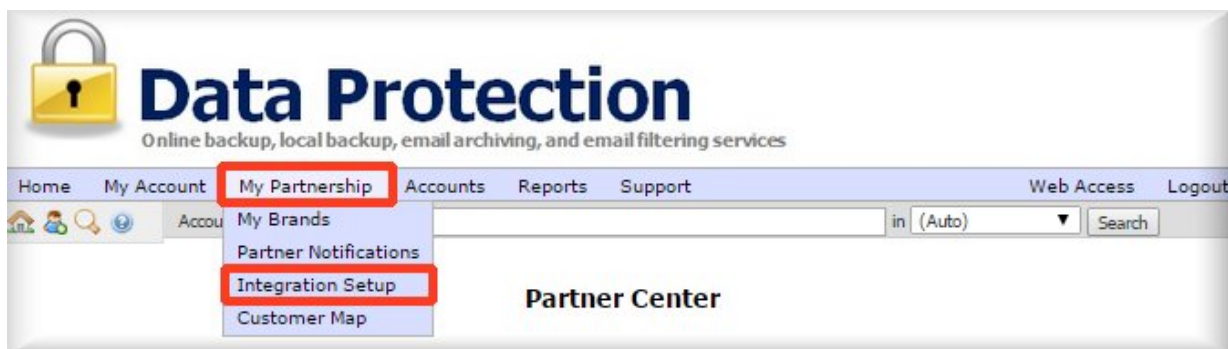 Data Protection
Online backup, local backup, email archiving, and email filtering services
Home My Account My Partnership Accounts Reports Support Web Access Logout
Accou in (Auto) Search
My Brands
Partner Notifications
Integration Setup
Customer Map
Partner Center